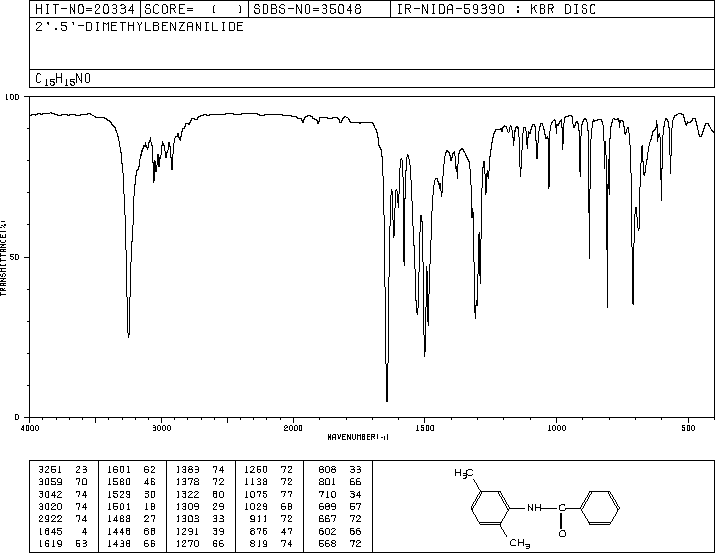 HIT-NO=20334 SCORE= ( ) SDBS-NO=35048 IR-NIDA-59390 : KBR DISC
2',5'-DIMETHYLBENZANILIDE
C15H15NO
100
50
0
TRANSMITTANCE(%)
4000 3000 2000 1500 1000 500
WAVENUMBER(-1)
3251 23 1601 62 1383 74 1260 72 808 33
3059 70 1580 46 1378 72 1138 72 801 66
3042 74 1529 30 1322 60 1075 77 710 34
3020 74 1501 18 1309 29 1029 68 689 57
2922 74 1488 27 1303 33 911 72 667 72
1645 4 1448 68 1291 39 876 47 602 66
1619 53 1438 66 1270 66 819 74 568 72
H3C
NH C
O
CH3